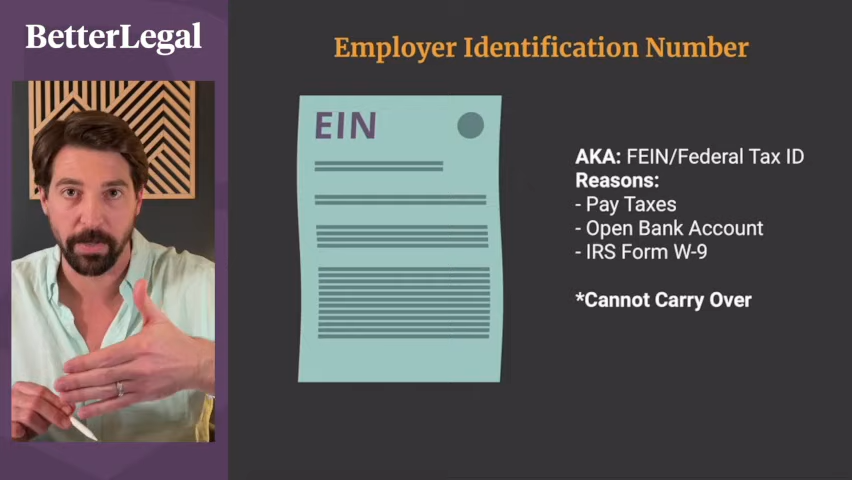 BetterLegal
Employer Identification Number
EIN
AKA: FEIN/Federal Tax ID
Reasons:
- Pay Taxes
- Open Bank Account
- IRS Form W-9
*Cannot Carry Over